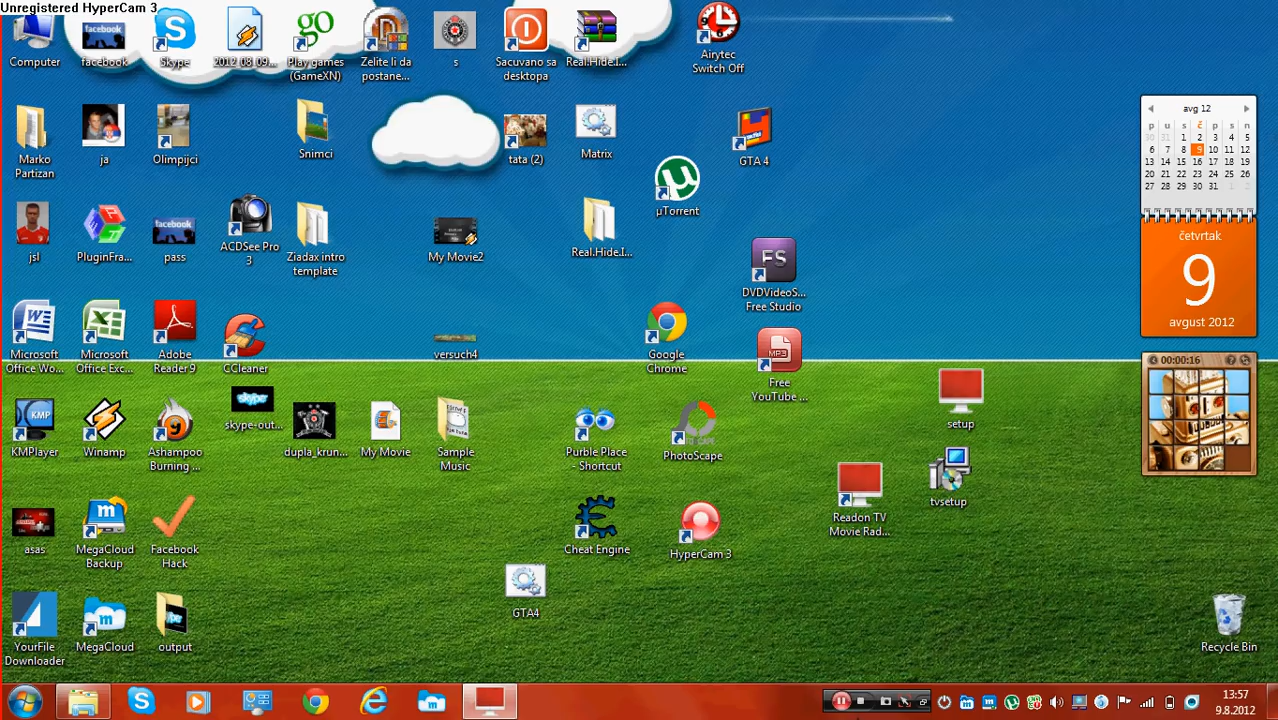 Unregistered HyperCam 3
Computer
facebook
Skype
2012.08.09...
Play games
(GameXN)
Zelite li da
postane...
s
Sacuvano sa
desktopa
Real.Hide.I...
Airytec
Switch Off
Marko
Partizan
ja
Olimpijci
Snimci
tata (2)
Matrix
GTA 4
µTorrent
jsl
PluginFra...
facebook
pass
ACDSee Pro
3
Ziadax intro
template
My Movie2
Real.Hide.I...
FS
DVDVideoS...
Free Studio
Microsoft
Office Wo...
Microsoft
Office Exc...
Adobe
Reader 9
CCleaner
versuch4
Google
Chrome
MP3
Free
YouTube ...
KMPlayer
Winamp
Ashampoo
Burning ...
skype
skype-out...
dupla_krun...
My Movie
Sample
Music
Purble Place
- Shortcut
PhotoScape
setup
asas
MegaCloud
Backup
Facebook
Hack
Cheat Engine
HyperCam 3
Readon TV
Movie Rad...
tvsetup
YourFile
Downloader
MegaCloud
output
GTA4
Recycle Bin
avg 12
p u s č p s n
30 31 1 2 3 4 5
6 7 8 9 10 11 12
13 14 15 16 17 18 19
20 21 22 23 24 25 26
27 28 29 30 31 1 2
četvrtak
9
avgust 2012
00:00:16
13:57
9.8.2012